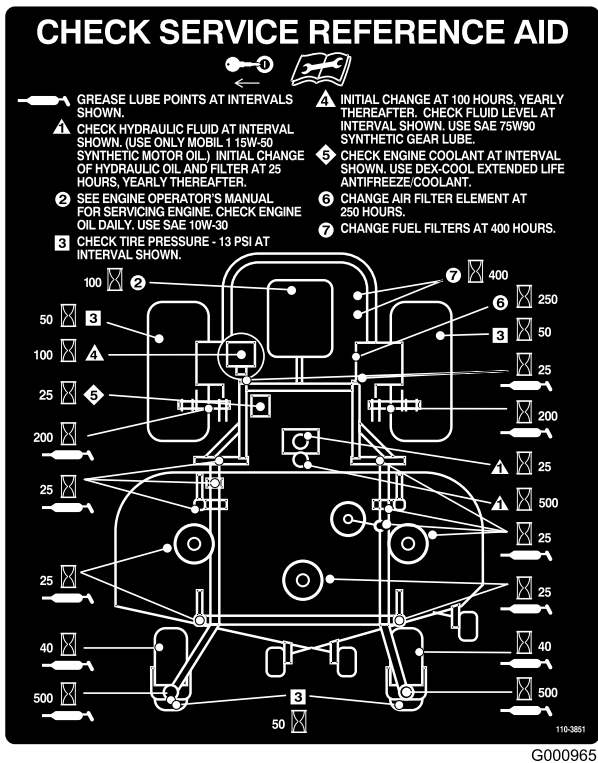 CHECK SERVICE REFERENCE AID
GREASE LUBE POINTS AT INTERVALS
SHOWN.
1 CHECK HYDRAULIC FLUID AT INTERVAL
SHOWN. (USE ONLY MOBIL 1 15W-50
SYNTHETIC MOTOR OIL.) INITIAL CHANGE
OF HYDRAULIC OIL AND FILTER AT 25
HOURS, YEARLY THEREAFTER.
2 SEE ENGINE OPERATOR'S MANUAL
FOR SERVICING ENGINE. CHECK ENGINE
OIL DAILY. USE SAE 10W-30
3 CHECK TIRE PRESSURE - 13 PSI AT
INTERVAL SHOWN.
4 INITIAL CHANGE AT 100 HOURS, YEARLY
THEREAFTER. CHECK FLUID LEVEL AT
INTERVAL SHOWN. USE SAE 75W90
SYNTHETIC GEAR LUBE.
5 CHECK ENGINE COOLANT AT INTERVAL
SHOWN. USE DEX-COOL EXTENDED LIFE
ANTIFREEZE/COOLANT.
6 CHANGE AIR FILTER ELEMENT AT
250 HOURS.
7 CHANGE FUEL FILTERS AT 400 HOURS.
100 2
7 400
6 250
50 3
3 50
100 4
25
25 5
200
200
1 25
25
1 500
25
25
25
40
40
500
500
3
50
110-3851
G000965